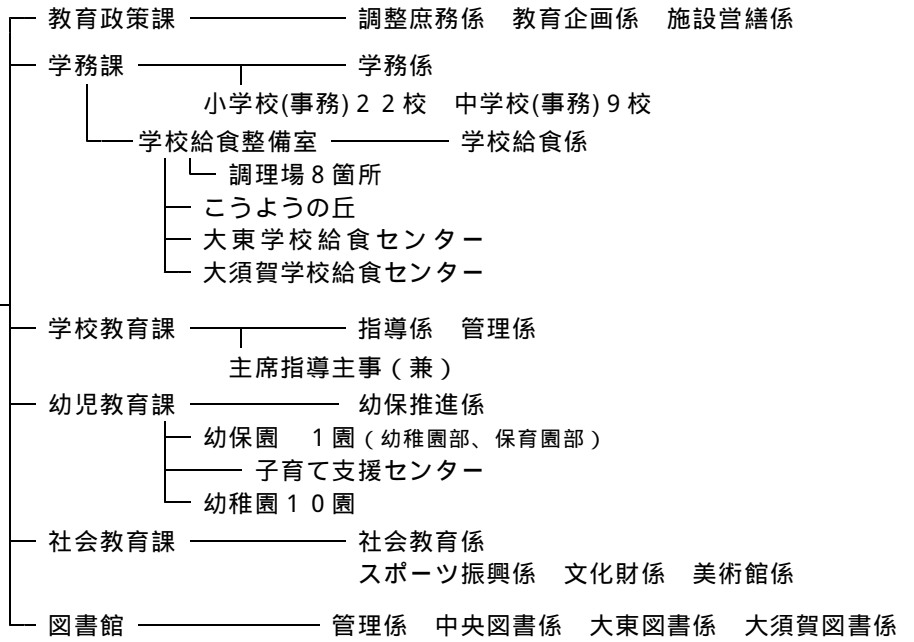 教育政策課 調整庶務係 教育企画係 施設営繕係
学務課 学務係
小学校(事務)２２校 中学校(事務)９校
学校給食整備室 学校給食係
調理場８箇所
こうようの丘
大東学校給食センター
大須賀学校給食センター
学校教育課 指導係 管理係
主席指導主事（兼）
幼児教育課 幼保推進係
幼保園 １園（幼稚園部、保育園部）
子育て支援センター
幼稚園１０園
社会教育課 社会教育係
スポーツ振興係 文化財係 美術館係
図書館 管理係 中央図書係 大東図書係 大須賀図書係